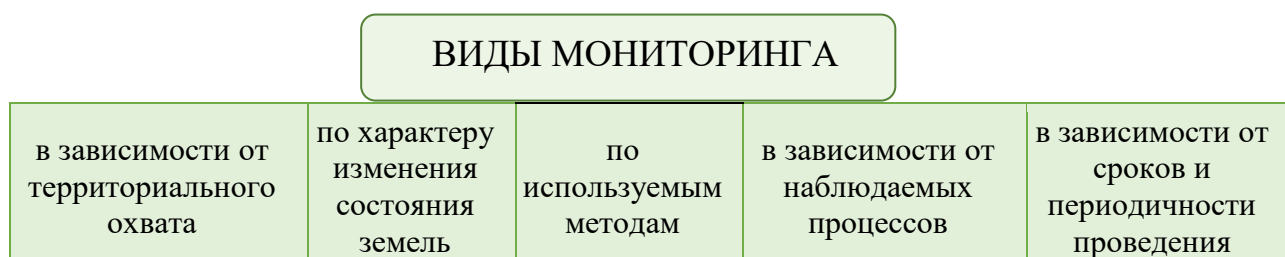 ВИДЫ МОНИТОРИНГА
в зависимости от
территориального
охвата
по характеру
изменения
состояния
земель
по
используемым
методам
в зависимости от
наблюдаемых
процессов
в зависимости от
сроков и
периодичности
проведения